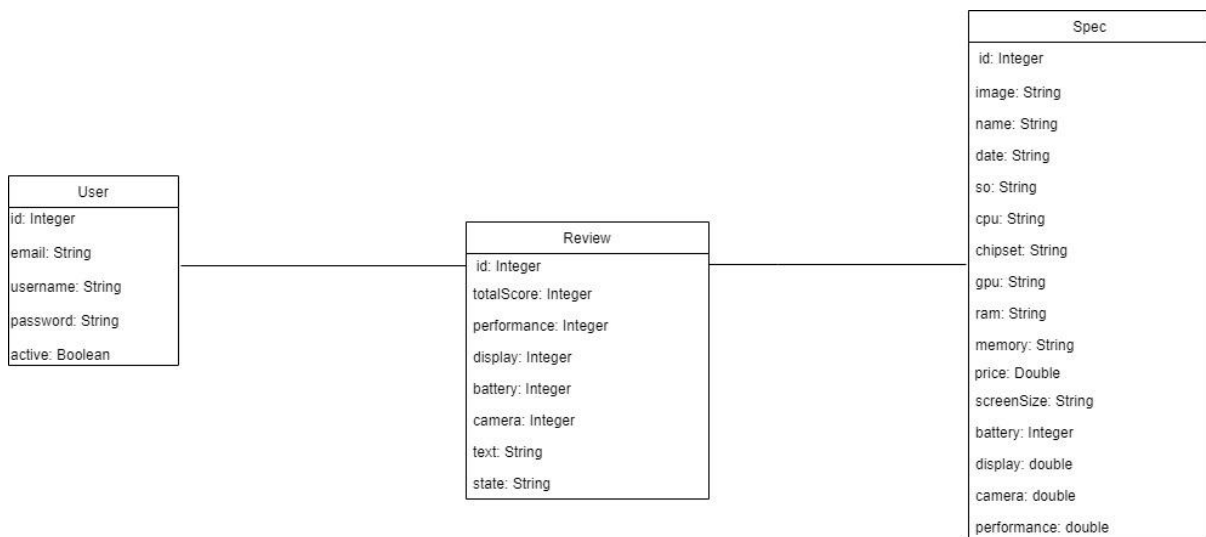 User
id: Integer
email: String
username: String
password: String
active: Boolean
Review
id: Integer
totalScore: Integer
performance: Integer
display: Integer
battery: Integer
camera: Integer
text: String
state: String
Spec
id: Integer
image: String
name: String
date: String
so: String
cpu: String
chipset: String
gpu: String
ram: String
memory: String
price: Double
screenSize: String
battery: Integer
display: double
camera: double
performance: double